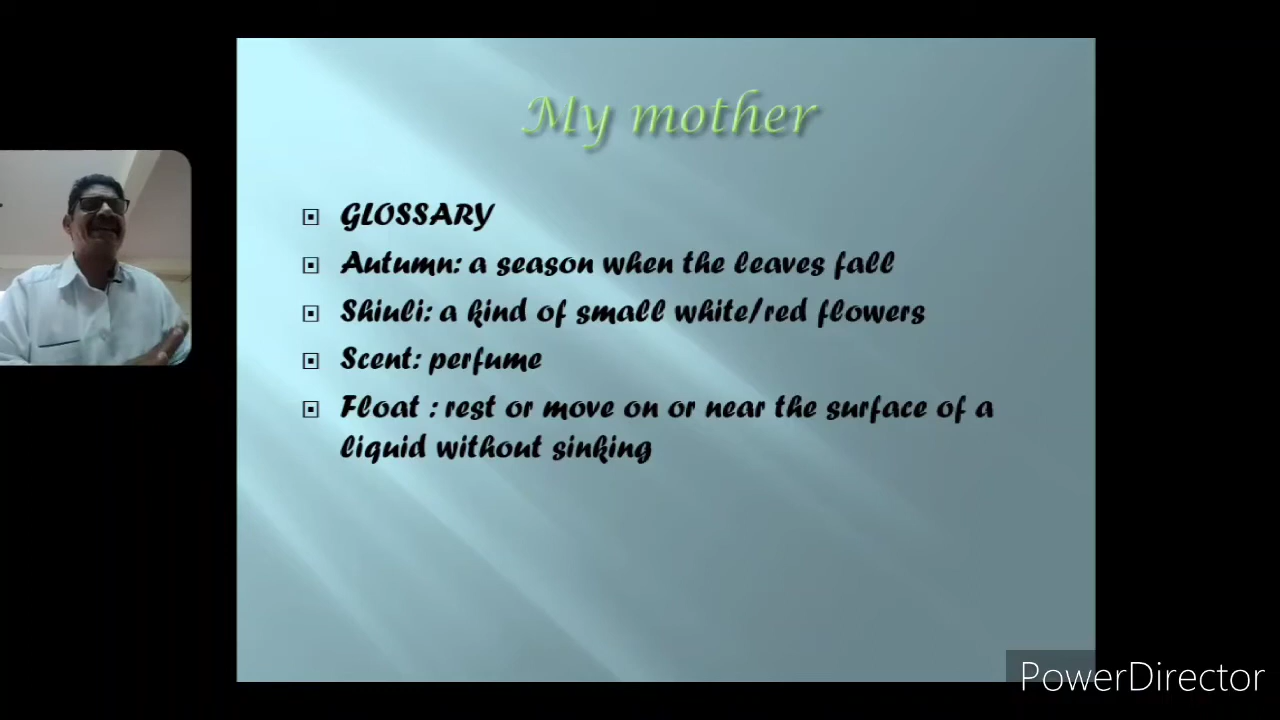 My mother
GLOSSARY
Autumn: a season when the leaves fall
Shiuli: a kind of small white/red flowers
Scent: perfume
Float : rest or move on or near the surface of a
liquid without sinking
PowerDirector